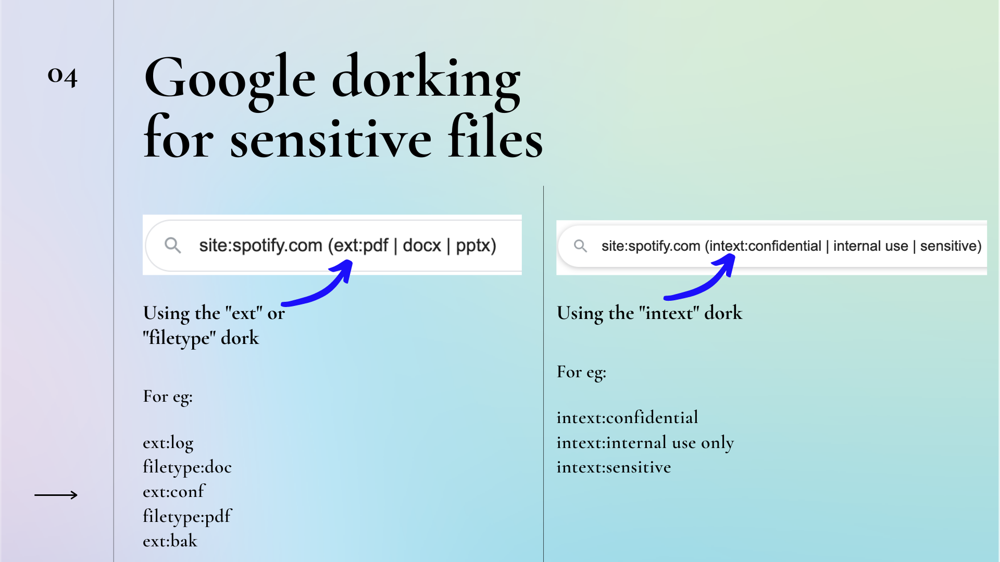 04
Google dorking
for sensitive files
site:spotify.com (ext:pdf | docx | pptx)
Using the "ext" or
"filetype" dork
For eg:
ext:log
filetype:doc
ext:conf
filetype:pdf
ext:bak
site:spotify.com (intext:confidential | internal use | sensitive)
Using the "intext" dork
For eg:
intext:confidential
intext:internal use only
intext:sensitive